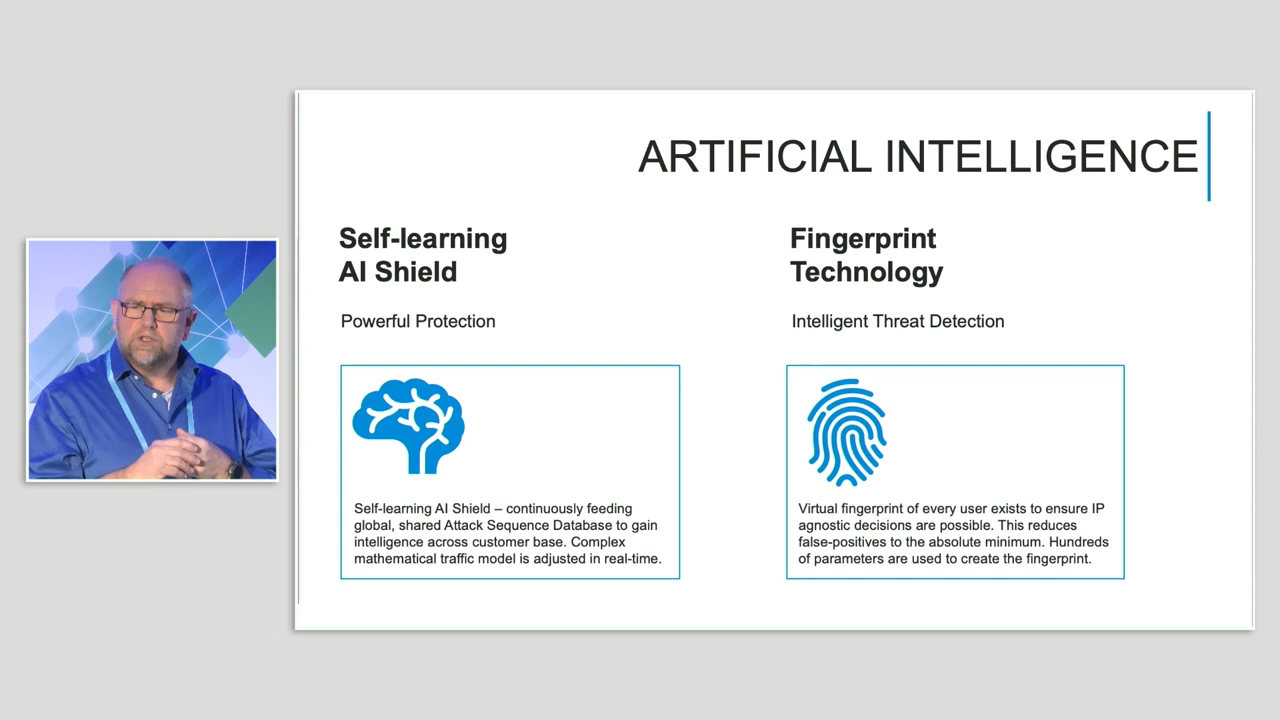 ARTIFICIAL INTELLIGENCE
Self-learning
AI Shield
Powerful Protection
Self-learning AI Shield – continuously feeding
global, shared Attack Sequence Database to gain
intelligence across customer base. Complex
mathematical traffic model is adjusted in real-time.
Fingerprint
Technology
Intelligent Threat Detection
Virtual fingerprint of every user exists to ensure IP
agnostic decisions are possible. This reduces
false-positives to the absolute minimum. Hundreds
of parameters are used to create the fingerprint.